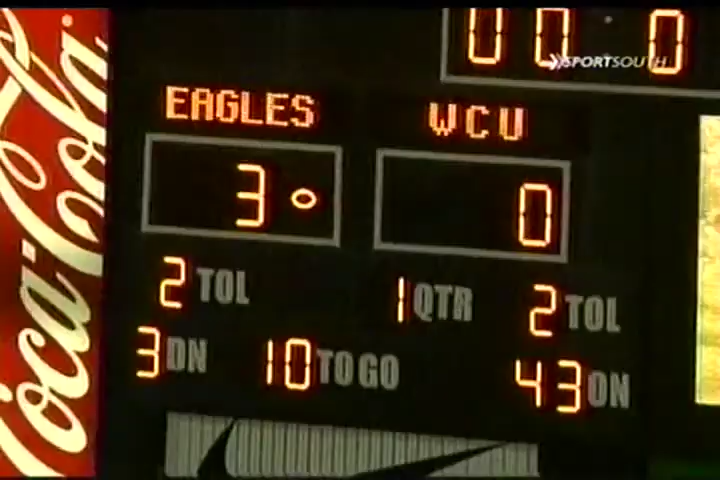 00:0
SPORTSOUTH
EAGLES WCU
3 0
2 TOL 1 QTR 2 TOL
3 DN 10 TO GO 43 ON
Coca-Cola